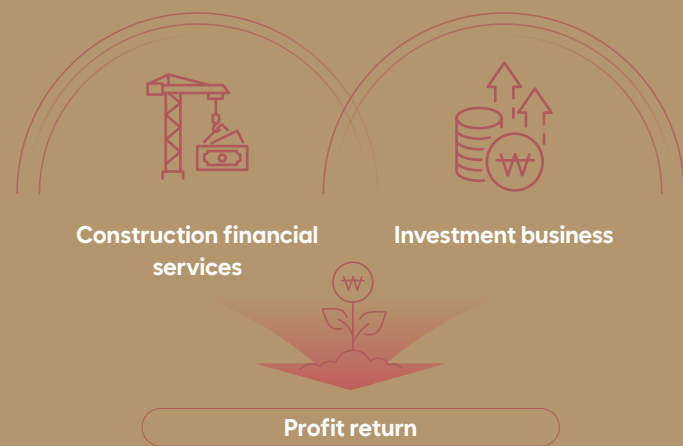 Construction financial
services
Investment business
₩
₩
Profit return